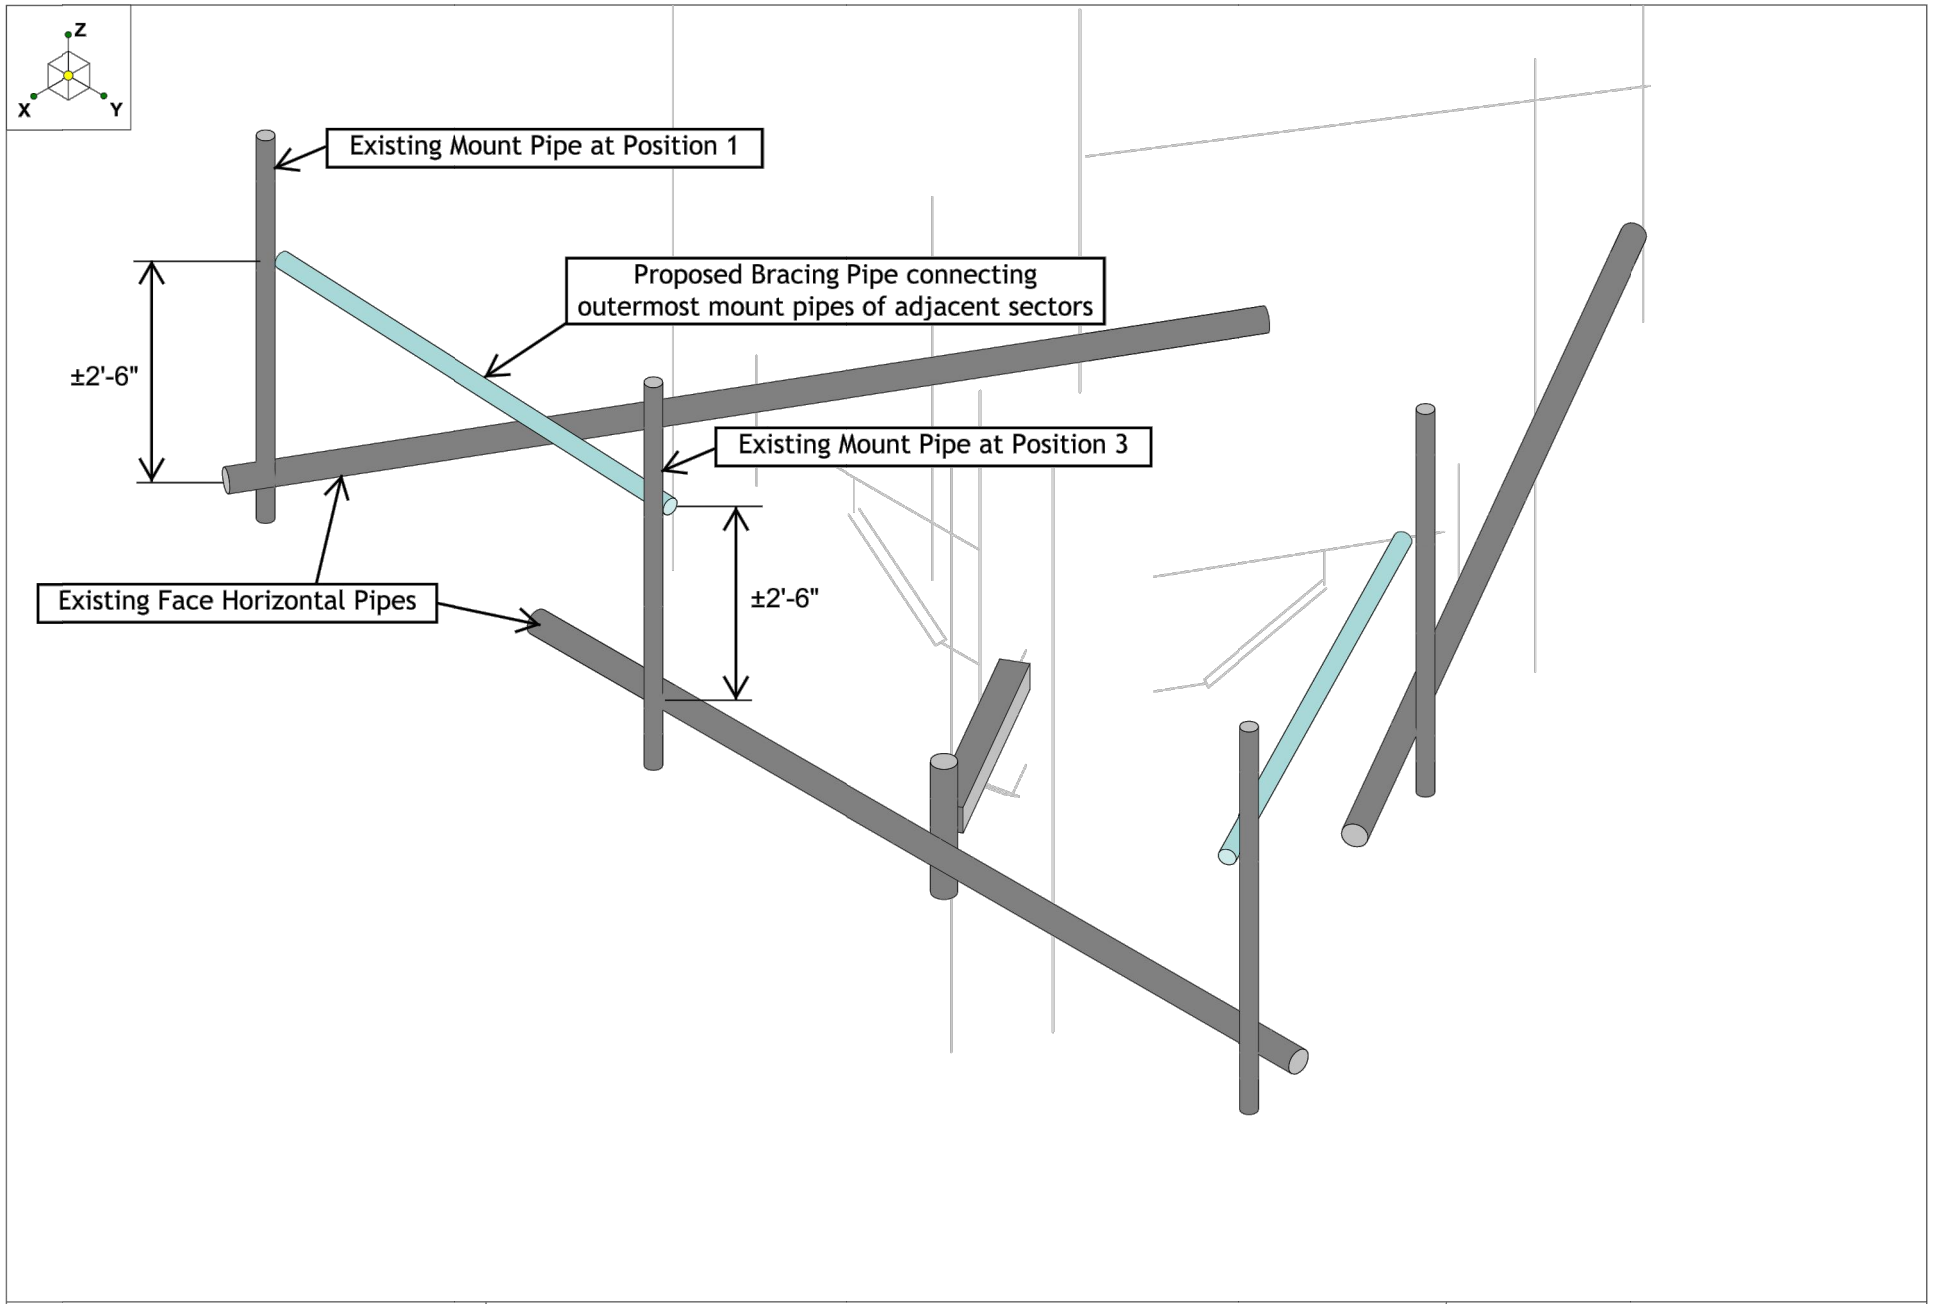 Z
X
Y
Existing Mount Pipe at Position 1
Proposed Bracing Pipe connecting
outermost mount pipes of adjacent sectors
±2'-6"
Existing Mount Pipe at Position 3
Existing Face Horizontal Pipes
±2'-6"